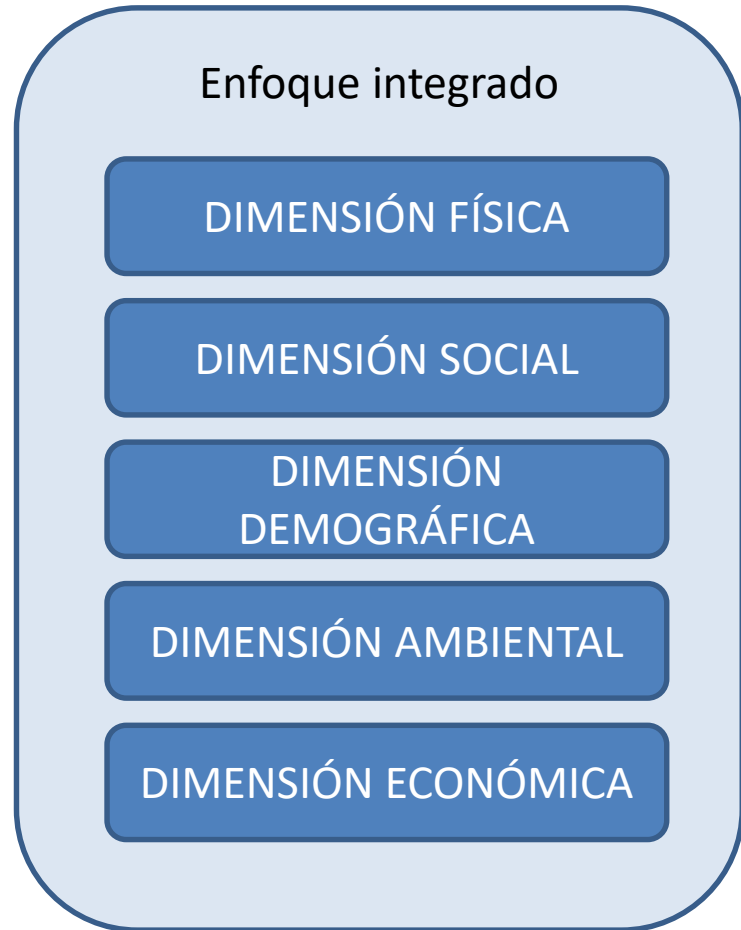 Enfoque integrado
DIMENSIÓN FÍSICA
DIMENSIÓN SOCIAL
DIMENSIÓN
DEMOGRÁFICA
DIMENSIÓN AMBIENTAL
DIMENSIÓN ECONÓMICA